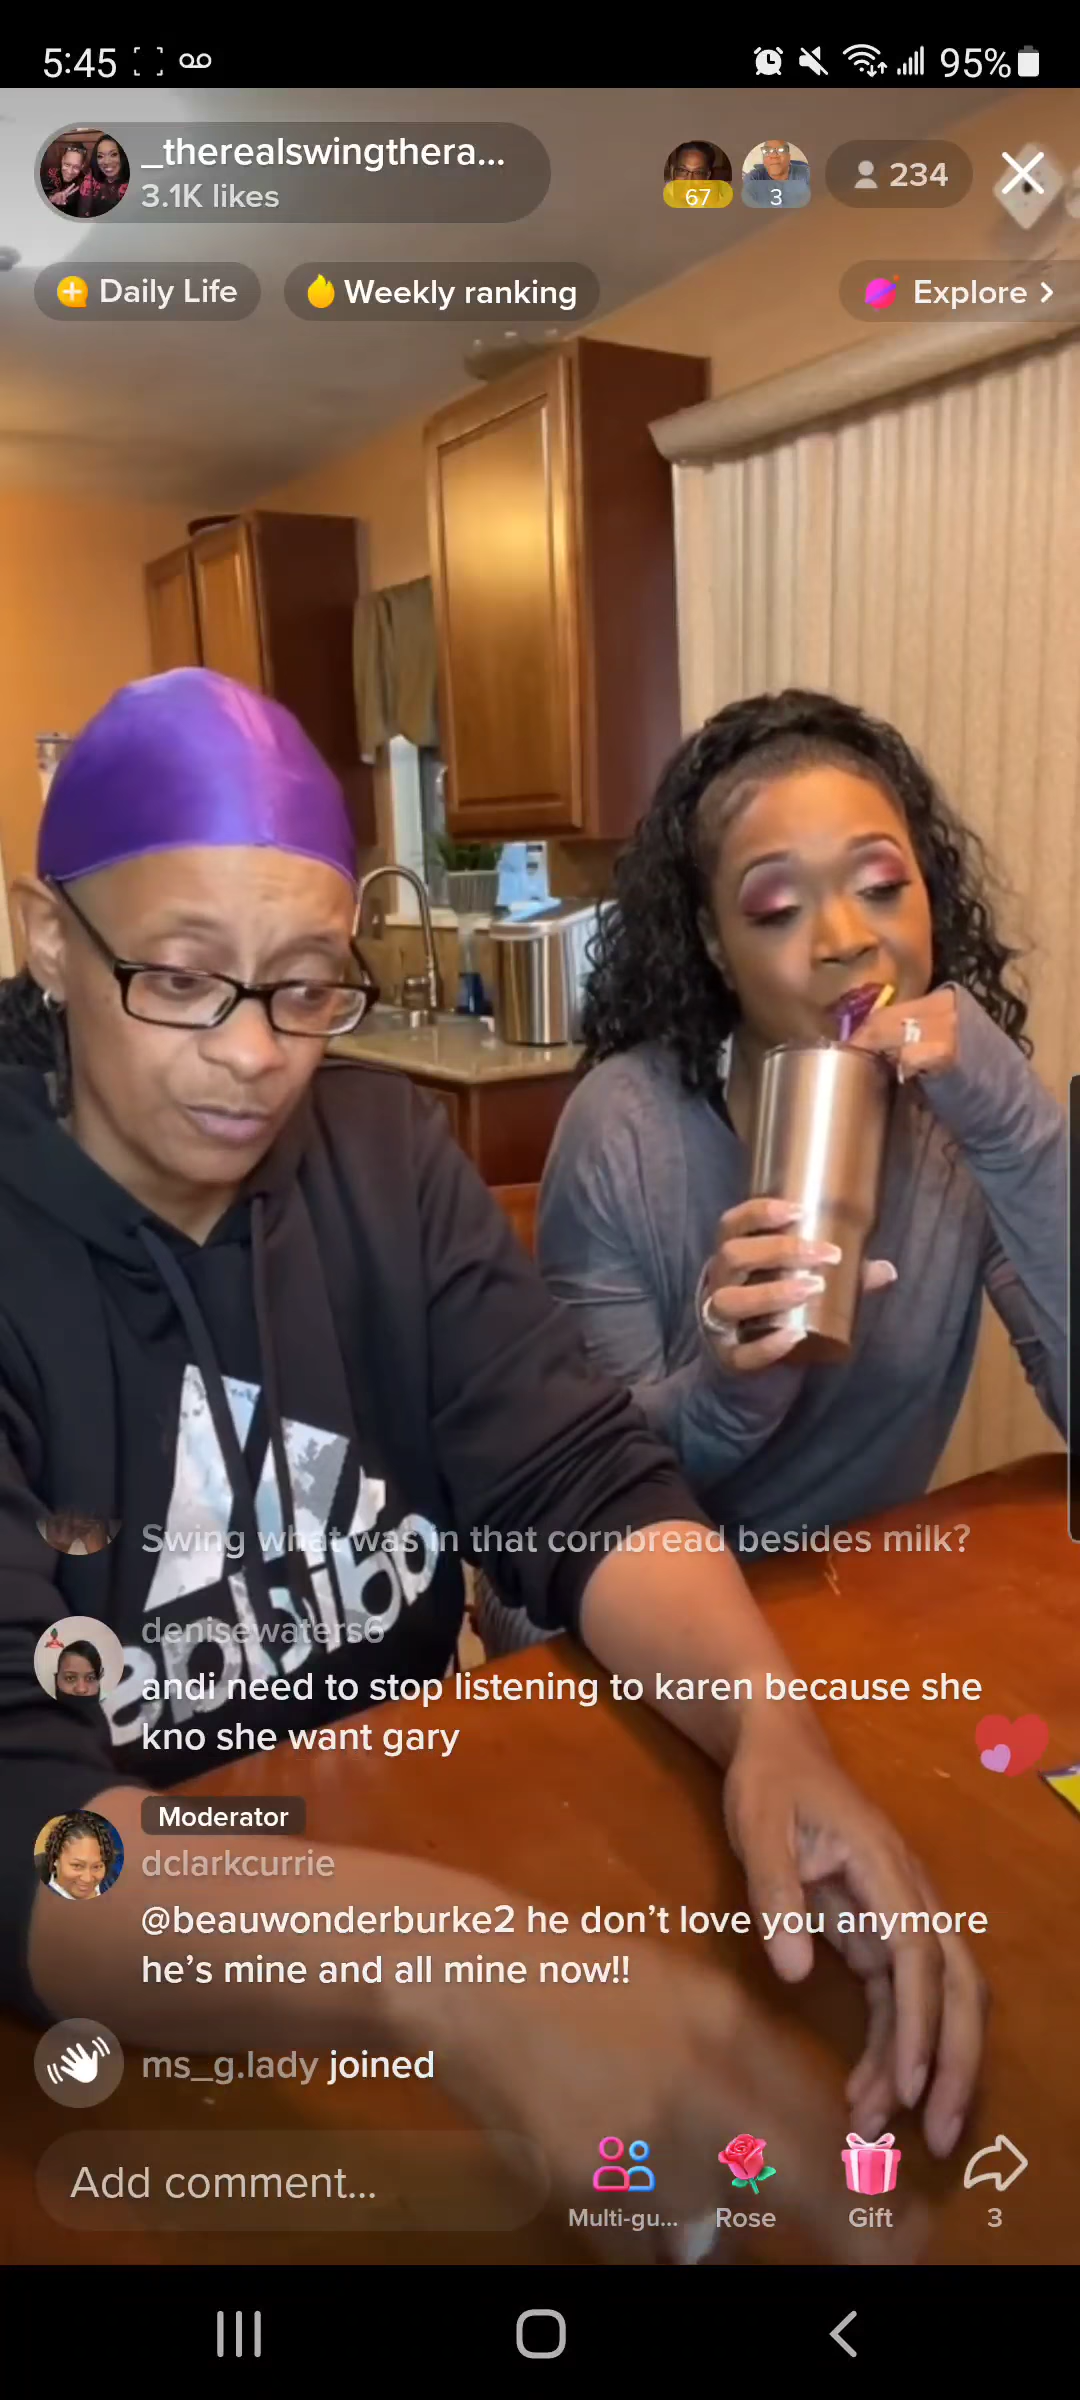 5:45
95%
_therealswingthera...
3.1K likes
67
3
234
Daily Life
Weekly ranking
Explore
adidas
Swing what was in that cornbread besides milk?
denisewaters6
andi need to stop listening to karen because she
kno she want gary
Moderator
dclarkcurrie
@beauwonderburke2 he don’t love you anymore
he’s mine and all mine now!!
ms_g.lady joined
Add comment...
Multi-gu...
Rose
Gift
3